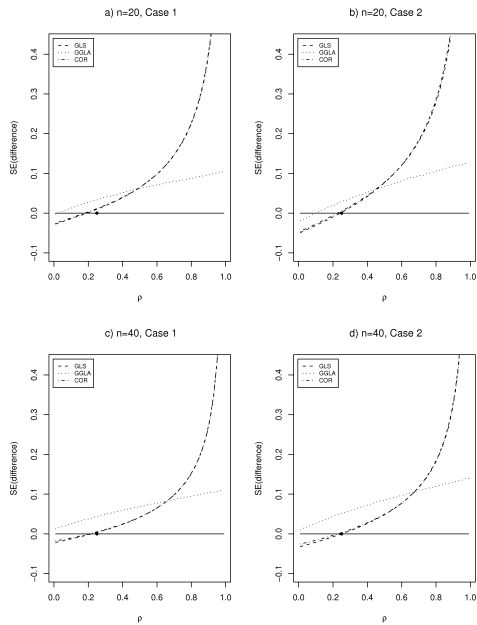 a) n=20, Case 1
GLS
GGLA
COR
SE(difference)
−0.1 0.0 0.1 0.2 0.3 0.4
0.0 0.2 0.4 0.6 0.8 1.0
ρ
b) n=20, Case 2
GLS
GGLA
COR
SE(difference)
−0.1 0.0 0.1 0.2 0.3 0.4
0.0 0.2 0.4 0.6 0.8 1.0
ρ
c) n=40, Case 1
GLS
GGLA
COR
SE(difference)
−0.1 0.0 0.1 0.2 0.3 0.4
0.0 0.2 0.4 0.6 0.8 1.0
ρ
d) n=40, Case 2
GLS
GGLA
COR
SE(difference)
−0.1 0.0 0.1 0.2 0.3 0.4
0.0 0.2 0.4 0.6 0.8 1.0
ρ